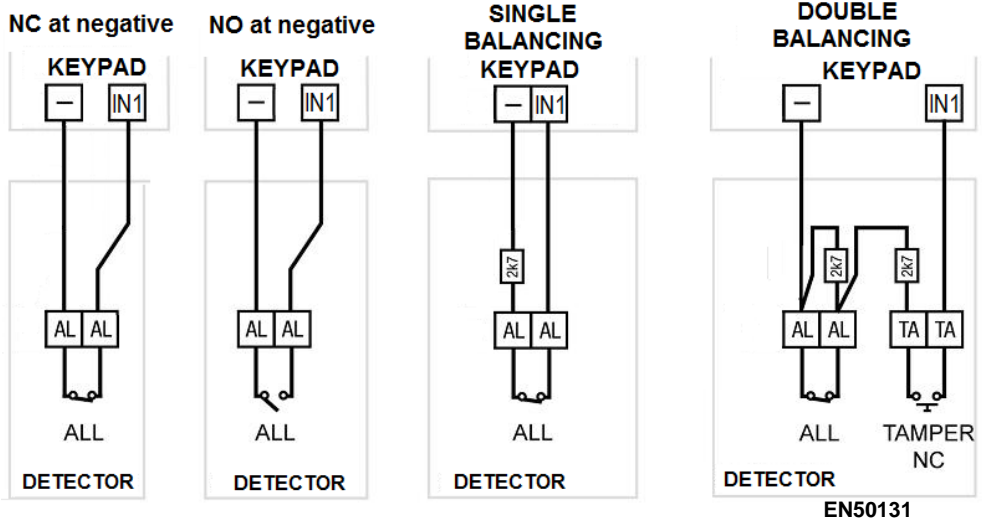 NC at negative
KEYPAD
– IN1
AL AL
ALL
DETECTOR
NO at negative
KEYPAD
– IN1
AL AL
ALL
DETECTOR
SINGLE
BALANCING
KEYPAD
– IN1
2k7
AL AL
ALL
DETECTOR
DOUBLE
BALANCING
KEYPAD
– IN1
2k7 2k7
AL AL TA TA
ALL TAMPER
NC
DETECTOR
EN50131